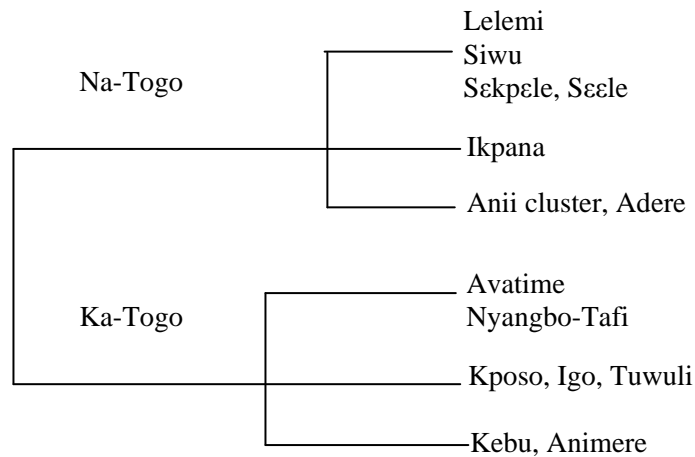 Lelemi
Siwu
Na-Togo
Sɛkpɛle, Sɛɛle
Ikpana
Anii cluster, Adere
Avatime
Ka-Togo
Nyangbo-Tafi
Kposo, Igo, Tuwuli
Kebu, Animere